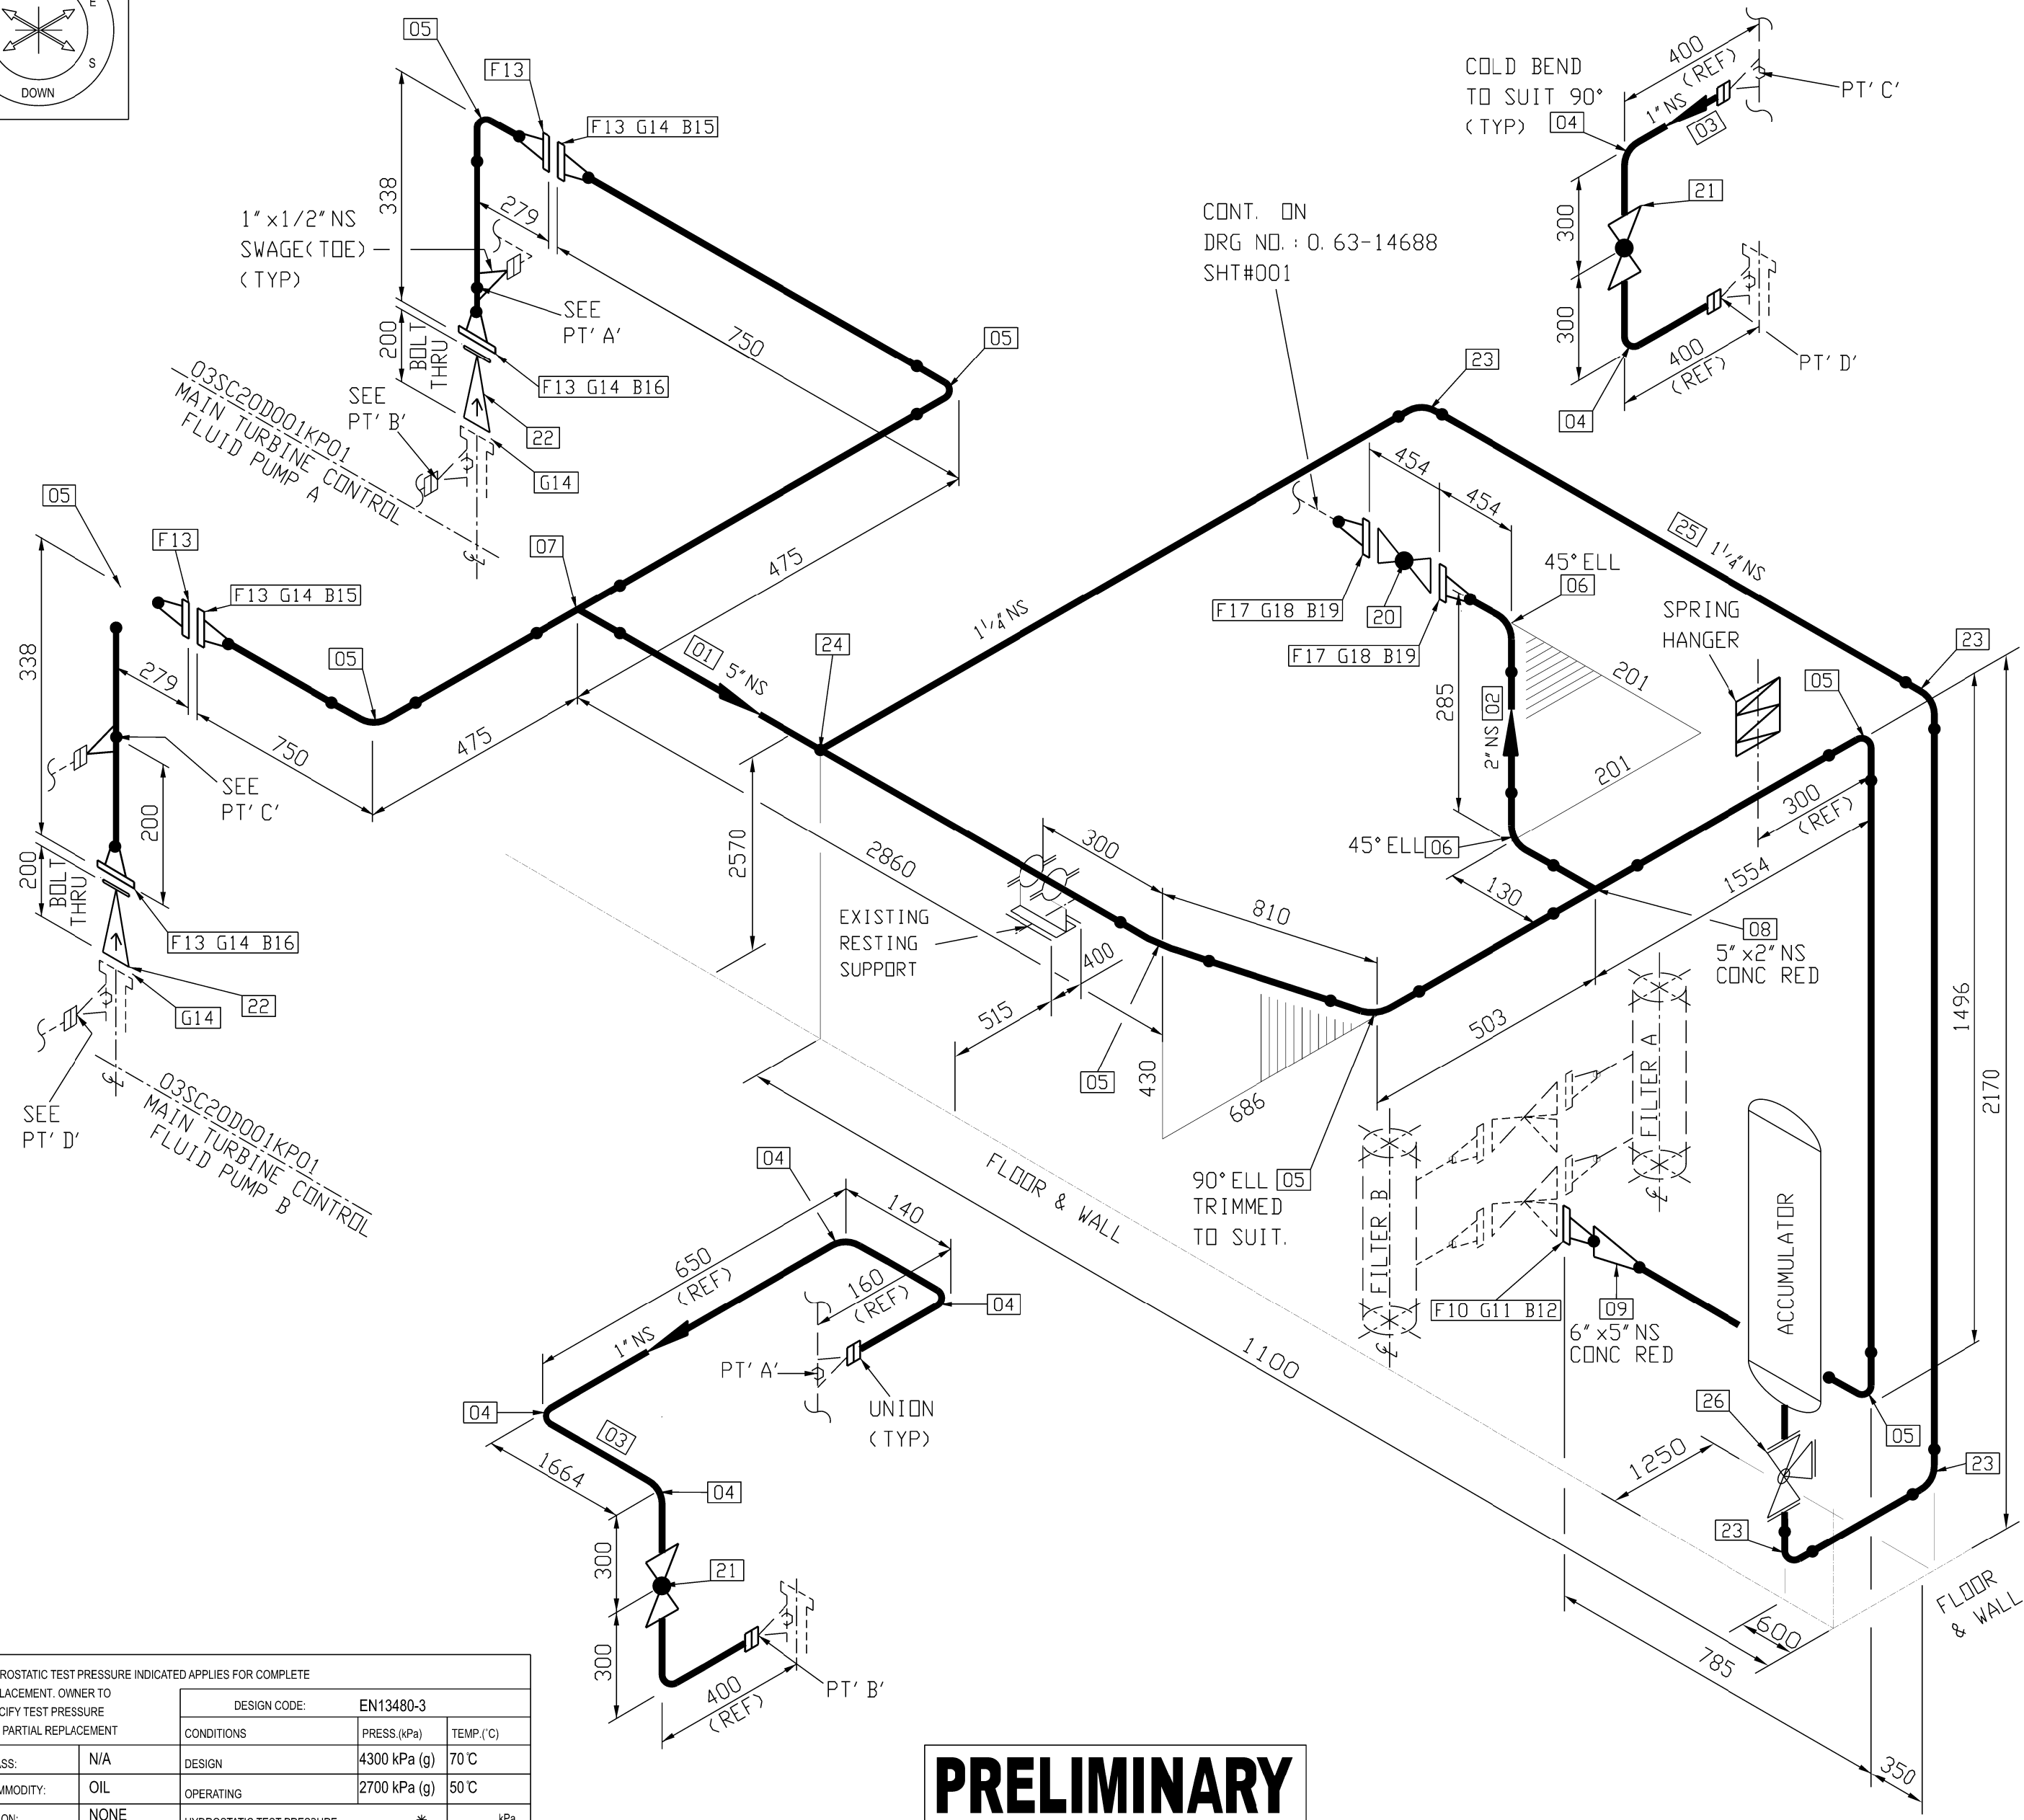 E
S
DOWN
05
F13
F13 G14 B15
338
279
1"x1/2"NS
SWAGE(TOE)
(TYP)
SEE
PT'A'
750
05
200
BOLT
THRU
F13 G14 B16
SEE
PT'B'
22
G14
03SC20D001KP01
MAIN TURBINE CONTROL
FLUID PUMP A
COLD BEND
TO SUIT 90°
(TYP)
04
400
(REF)
1"NS
03
PT'C'
21
300
300
400
(REF)
PT'D'
04
CONT. ON
DRG NO.: 0.63-14688
SHT#001
23
454
454
25
1¼"NS
45°ELL
06
F17 G18 B19
20
F17 G18 B19
SPRING
HANGER
23
05
201
285
02
2"NS
201
300
(REF)
45°ELL
06
130
1554
08
5"x2"NS
CONC RED
1496
2170
05
F13
F13 G14 B15
07
475
338
279
05
750
475
01
5"NS
24
1¼"NS
SEE
PT'C'
200
200
BOLT
THRU
F13 G14 B16
22
G14
SEE
PT'D'
03SC20D001KP01
MAIN TURBINE CONTROL
FLUID PUMP B
2570
2860
300
810
EXISTING
RESTING
SUPPORT
400
515
05
430
686
503
90°ELL
05
TRIMMED
TO SUIT.
FLOOR & WALL
FILTER A
FILTER B
F10 G11 B12
09
6"x5"NS
CONC RED
ACCUMULATOR
1100
26
05
1250
23
23
600
785
350
FLOOR
& WALL
04
140
650
(REF)
160
(REF)
04
1"NS
PT'A'
UNION
(TYP)
04
03
1664
04
300
21
300
400
(REF)
PT'B'
ROSTATIC TEST PRESSURE INDICATED APPLIES FOR COMPLETE
LACEMENT. OWNER TO
CIFY TEST PRESSURE
PARTIAL REPLACEMENT
DESIGN CODE: EN13480-3
CONDITIONS PRESS.(kPa) TEMP.(°C)
ASS: N/A DESIGN 4300 kPa (g) 70℃
MMODITY: OIL OPERATING 2700 kPa (g) 50℃
ON: NONE HYDROSTATIC TEST PRESSURE * kPa
PRELIMINARY